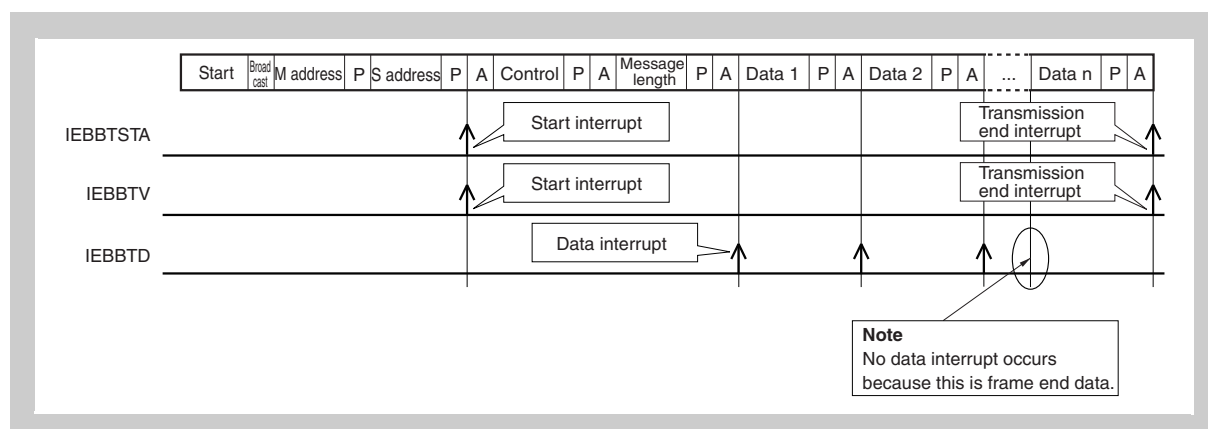 Start Broad cast M address P S address P A Control P A Message length P A Data 1 P A Data 2 P A ... Data n P A
IEBBTSTA
Start interrupt
Transmission
end interrupt
IEBBTV
Start interrupt
Transmission
end interrupt
IEBBTD
Data interrupt
Note
No data interrupt occurs
because this is frame end data.